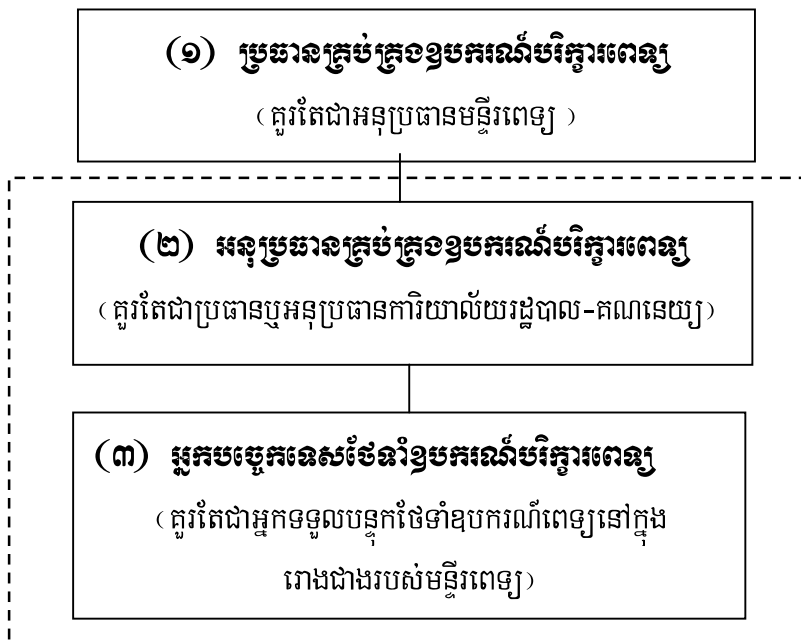 (១) ប្រធានគ្រប់គ្រងឧបករណ៍បរិក្ខារពេទ្យ
(គួរតែជាអនុប្រធានមន្ទីរពេទ្យ )
(២) អនុប្រធានគ្រប់គ្រងឧបករណ៍បរិក្ខារពេទ្យ
(គួរតែជាប្រធានឬអនុប្រធានការិយាល័យរដ្ឋបាល-គណនេយ្យ)
(៣) អ្នកបច្ចេកទេសថែទាំឧបករណ៍បរិក្ខារពេទ្យ
(គួរតែជាអ្នកទទួលបន្ទុកថែទាំឧបករណ៍ពេទ្យនៅក្នុង
រោងជាងរបស់មន្ទីរពេទ្យ)